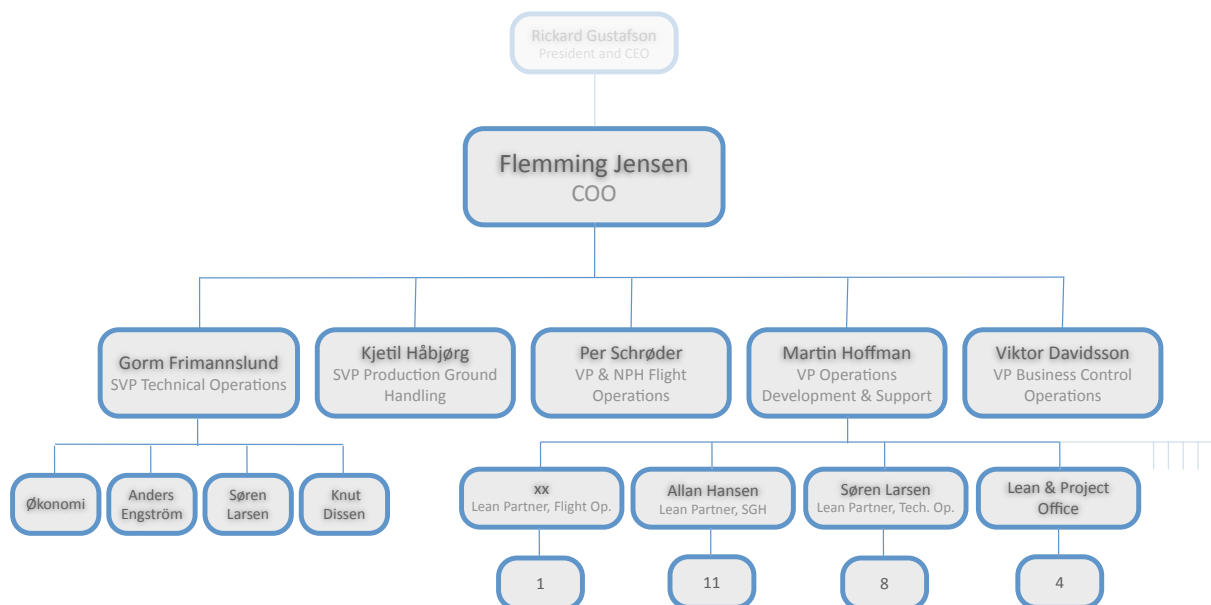 Rickard Gustafson
President and CEO
Flemming Jensen
COO
Gorm Frimannslund
SVP Technical Operations
Kjetil Håbjørg
SVP Production Ground
Handling
Per Schrøder
VP & NPH Flight
Operations
Martin Hoffman
VP Operations
Development & Support
Viktor Davidsson
VP Business Control
Operations
Økonomi
Anders
Engström
Søren
Larsen
Knut
Dissen
xx
Lean Partner, Flight Op.
Allan Hansen
Lean Partner, SGH
Søren Larsen
Lean Partner, Tech. Op.
Lean & Project
Office
1
11
8
4